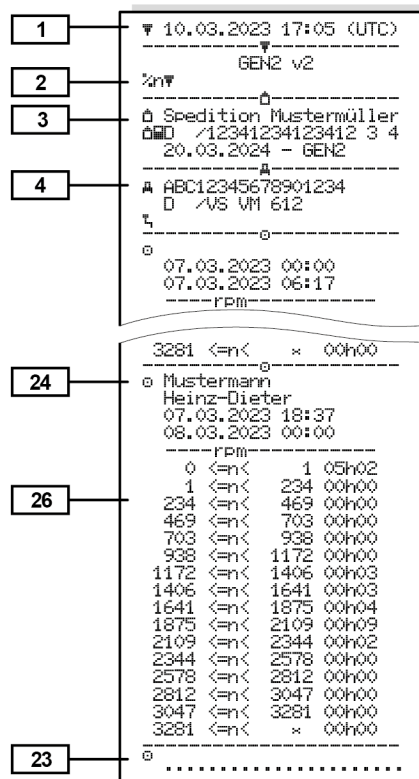 1 ▼ 10.03.2023 17:05 (UTC)
GEN2 v2
2 %n▼
3 Spedition Mustermüller
D /12341234123412 3 4
20.03.2024 - GEN2
4 ABC12345678901234
D /VS VM 612
07.03.2023 00:00
07.03.2023 06:17
rpm
3281 <=n< × 00h00
24 Mustermann
Heinz-Dieter
07.03.2023 18:37
08.03.2023 00:00
rpm
0 <=n< 1 05h02
1 <=n< 234 00h00
234 <=n< 469 00h00
469 <=n< 703 00h00
26 703 <=n< 938 00h00
938 <=n< 1172 00h00
1172 <=n< 1406 00h03
1406 <=n< 1641 00h03
1641 <=n< 1875 00h04
1875 <=n< 2109 00h09
2109 <=n< 2344 00h02
2344 <=n< 2578 00h00
2578 <=n< 2812 00h00
2812 <=n< 3047 00h00
3047 <=n< 3281 00h00
3281 <=n< × 00h00
23 ......................